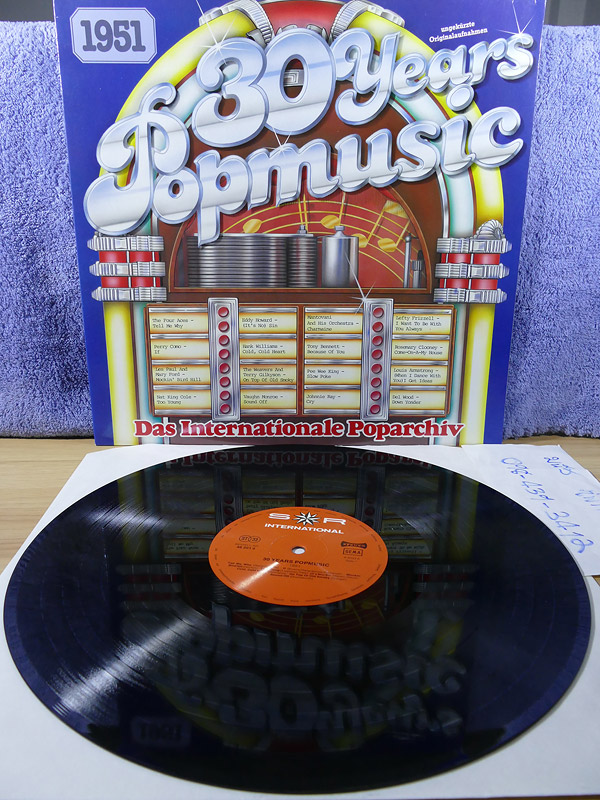 1951
ungekürzte
Originalaufnahmen
30 Years
Popmusic
The Four Aces -
Tell Me Why
Eddy Howard -
(It's No) Sin
Mantovani
And His Orchestra -
Charmaine
Lefty Frizzell -
I Want To Be With
You Always
Perry Como -
If
Hank Williams -
Cold, Cold Heart
Tony Bennett -
Because Of You
Rosemary Clooney -
Come-On-A-My House
Les Paul And
Mary Ford -
Mockin' Bird Hill
The Weavers And
Terry Gilkyson -
On Top Of Old Smoky
Pee Wee King -
Slow Poke
Louis Armstrong -
(When I Dance With
You) I Get Ideas
Nat King Cole -
Too Young
Vaughn Monroe -
Sound Off
Johnnie Ray -
Cry
Del Wood -
Down Yonder
Das Internationale Poparchiv
S R
INTERNATIONAL
GEMA
30 YEARS POPMUSIC